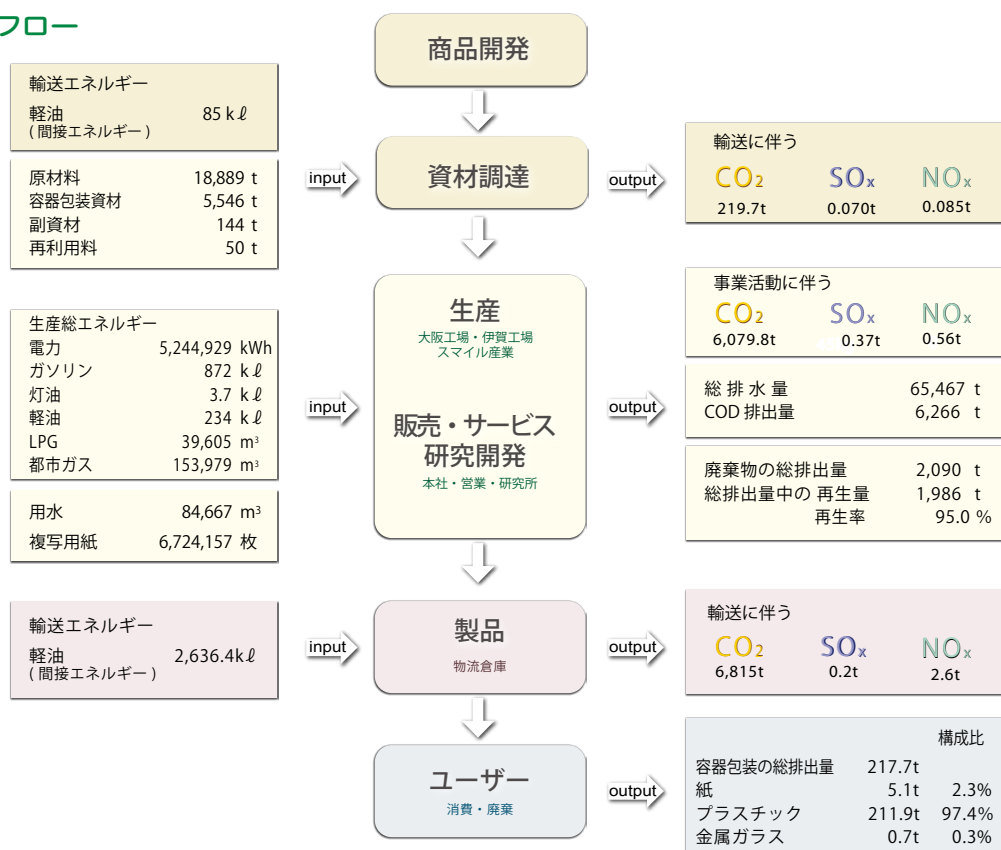 フロー
商品開発
輸送エネルギー
軽油 85 kℓ
( 間接エネルギー )
原材料 18,889 t
容器包装資材 5,546 t
副資材 144 t
再利用料 50 t
input
資材調達
output
輸送に伴う
CO2 SOx NOx
219.7t 0.070t 0.085t
生産総エネルギー
電力 5,244,929 kWh
ガソリン 872 kℓ
灯油 3.7 kℓ
軽油 234 kℓ
LPG 39,605 m³
都市ガス 153,979 m³
用水 84,667 m³
複写用紙 6,724,157 枚
input
生産
大阪工場・伊賀工場
スマイル産業
販売・サービス
研究開発
本社・営業・研究所
output
事業活動に伴う
CO2 SOx NOx
6,079.8t 0.37t 0.56t
総 排 水 量 65,467 t
COD 排出量 6,266 t
廃棄物の総排出量 2,090 t
総排出量中の 再生量 1,986 t
再生率 95.0 %
輸送エネルギー
軽油 2,636.4kℓ
( 間接エネルギー )
input
製品
物流倉庫
output
輸送に伴う
CO2 SOx NOx
6,815t 0.2t 2.6t
ユーザー
消費・廃棄
output
構成比
容器包装の総排出量 217.7t
紙 5.1t 2.3%
プラスチック 211.9t 97.4%
金属ガラス 0.7t 0.3%